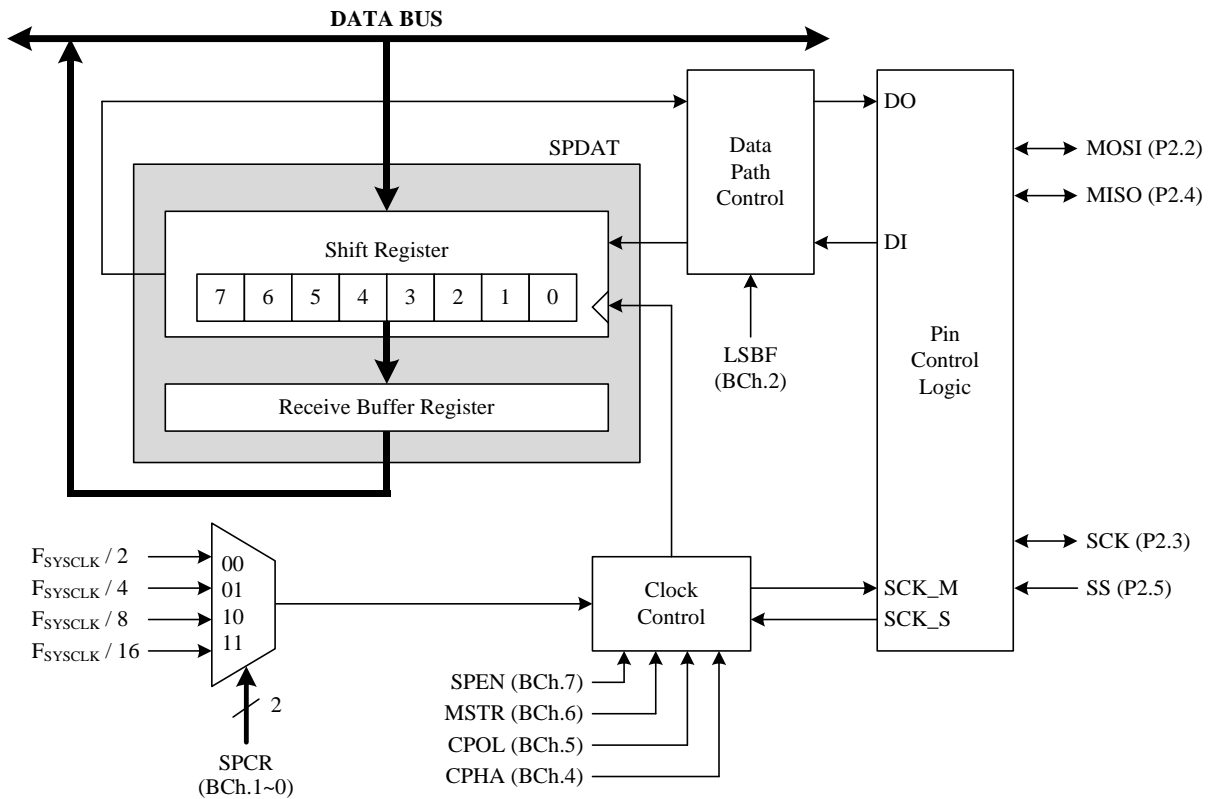 DATA BUS
SPDAT
Shift Register
7 6 5 4 3 2 1 0
Receive Buffer Register
Data
Path
Control
LSBF
(BCh.2)
DO
DI
Pin
Control
Logic
SCK_M
SCK_S
MOSI (P2.2)
MISO (P2.4)
SCK (P2.3)
SS (P2.5)
FSYSCLK / 2
FSYSCLK / 4
FSYSCLK / 8
FSYSCLK / 16
00
01
10
11
2
SPCR
(BCh.1~0)
Clock
Control
SPEN (BCh.7)
MSTR (BCh.6)
CPOL (BCh.5)
CPHA (BCh.4)